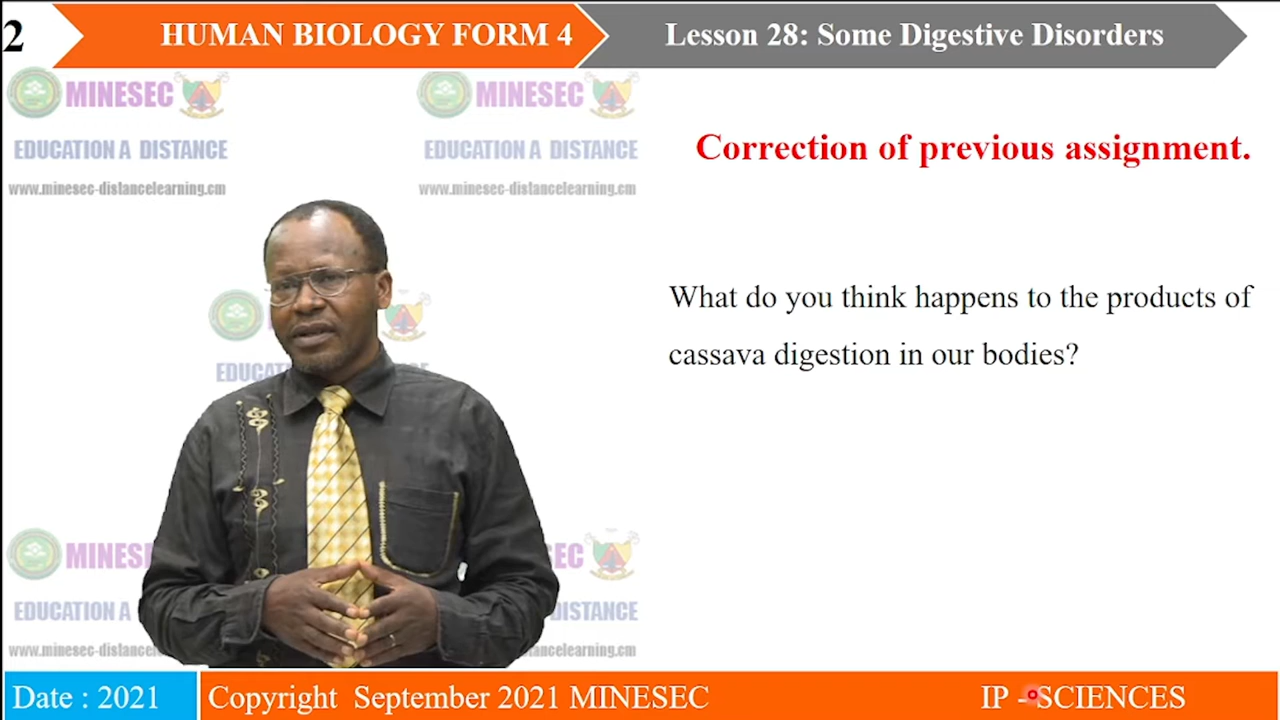 2
HUMAN BIOLOGY FORM 4
Lesson 28: Some Digestive Disorders
MINESEC
MINESEC
EDUCATION A DISTANCE
EDUCATION A DISTANCE
www.minesec-distancelearning.cm
www.minesec-distancelearning.cm
Correction of previous assignment.
What do you think happens to the products of
cassava digestion in our bodies?
Date : 2021
Copyright September 2021 MINESEC
IP - SCIENCES